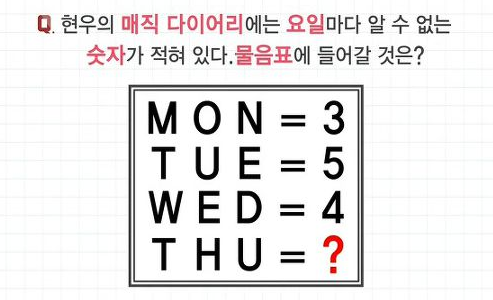 Q. 현우의 매직 다이어리에는 요일마다 알 수 없는
숫자가 적혀 있다.물음표에 들어갈 것은?
MON=3
TUE=5
WED=4
THU=?